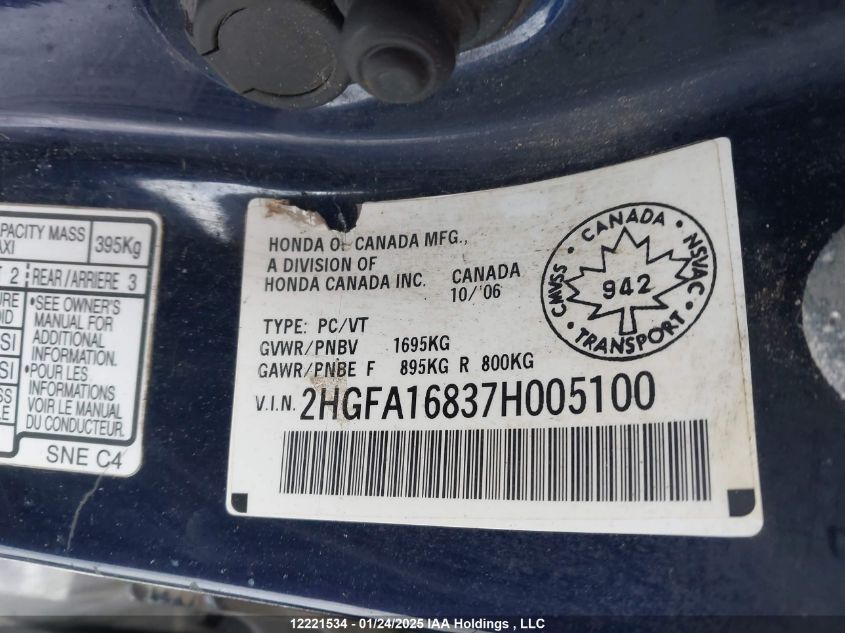 APACITY MASS
AXI
395Kg
2 REAR/ARRIERE 3
•SEE OWNER'S
MANUAL FOR
ADDITIONAL
INFORMATIONS
•POUR LES
INFORMATIONS
VOIR LE MANUAL
DU CONDUCTEUR.
SNE C4
HONDA OF CANADA MFG.,
A DIVISION OF
HONDA CANADA INC.
CANADA
10/'06
TYPE: PC/VT
GVWR/PNBV 1695KG
GAWR/PNBE F 895KG R 800KG
V.I.N. 2HGFA16837H005100
CMVSS • CANADA • NSVAC
942
• TRANSPORT •
12221534 - 01/24/2025 IAA Holdings , LLC